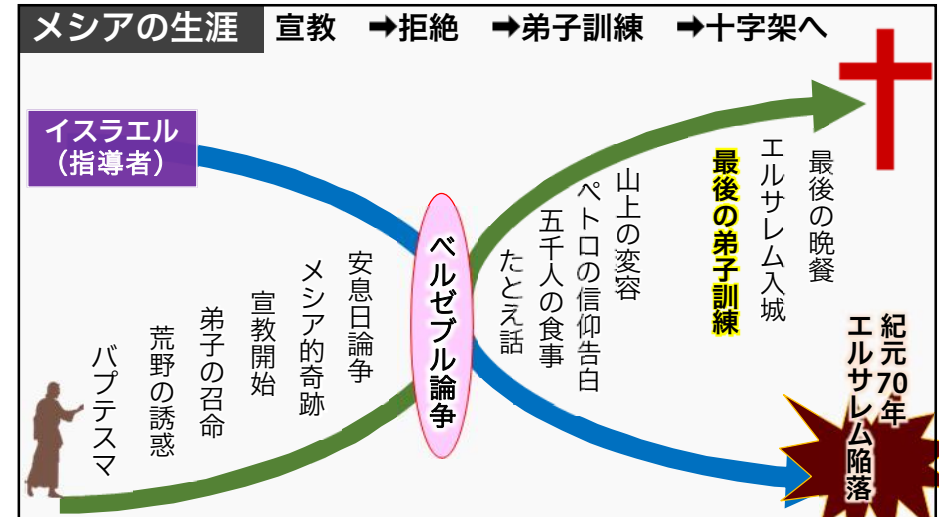 メシアの生涯
宣教 ➡拒絶 ➡弟子訓練 ➡十字架へ
イスラエル
（指導者）
バプテスマ
荒野の誘惑
弟子の召命
宣教開始
メシア的奇跡
安息日論争
ベルゼブル論争
たとえ話
五千人の食事
ペトロの信仰告白
山上の変容
最後の弟子訓練
エルサレム入城
最後の晩餐
紀元70年
エルサレム陥落